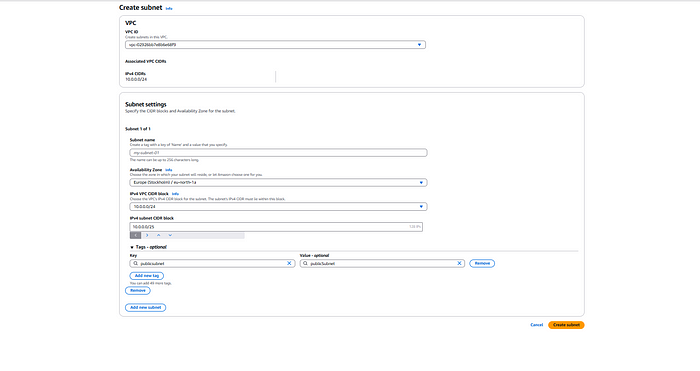 Create subnet Info
VPC
VPC ID
Create subnets in this VPC.
Associated VPC CIDRs
IPv4 CIDRs
10.0.0.0/24
Subnet settings
Specify the CIDR blocks and Availability Zone for the subnet.
Subnet 1 of 1
Subnet name
Create a tag with a key of 'Name' and a value that you specify.
my-subnet-01
The name can be up to 256 characters long.
Availability Zone Info
Choose the zone in which your subnet will reside, or let Amazon choose one for you.
Europe (Stockholm) / eu-north-1a
IPv4 VPC CIDR block Info
Choose the VPC's IPv4 CIDR block for the subnet. The subnet's IPv4 CIDR must lie within this block.
10.0.0.0/24
IPv4 subnet CIDR block
10.0.0.0/25
128 IPs
Tags - optional
Key
Value - optional
publicsubnet
publicSubnet
Remove
Add new tag
You can add 49 more tags.
Remove
Add new subnet
Cancel
Create subnet